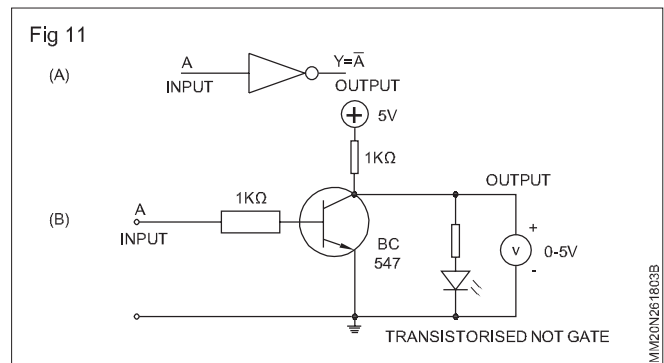 Fig 11
(A)
A
INPUT
Y=A̅
OUTPUT
5V
1KΩ
OUTPUT
(B)
A
INPUT
1KΩ
BC
547
+
V
-
0-5V
TRANSISTORISED NOT GATE
MM20N261803B